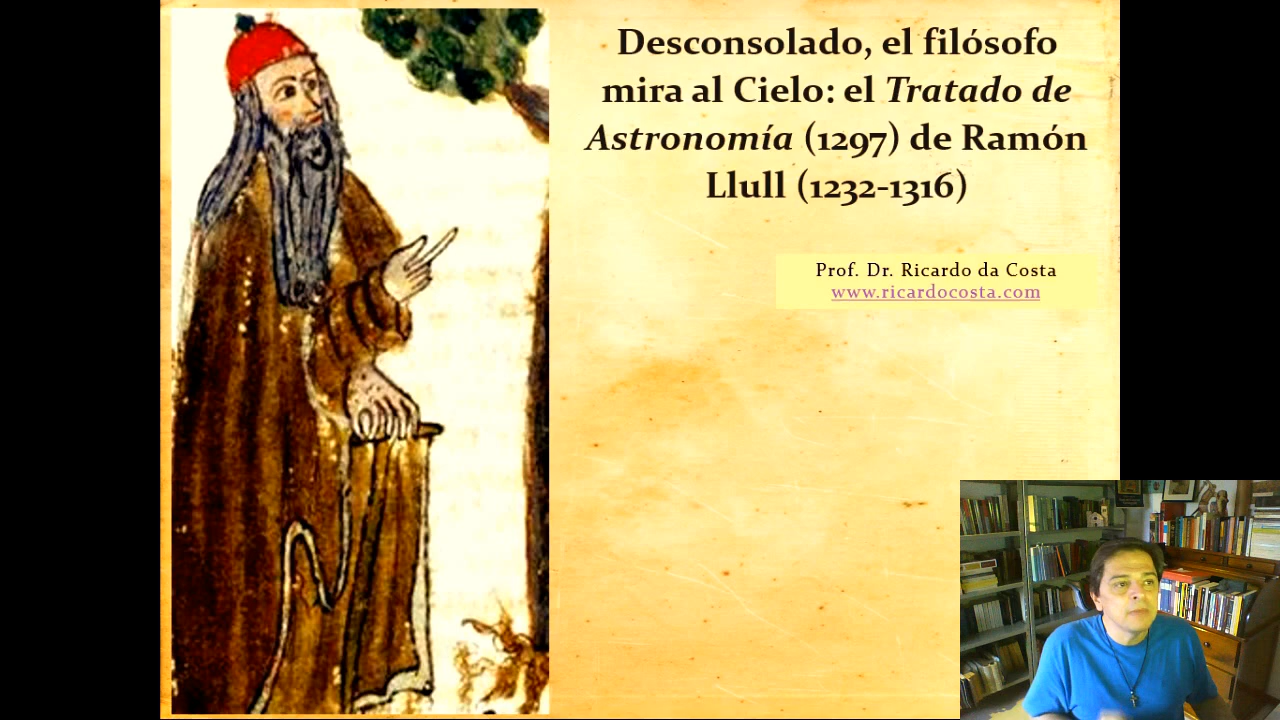 Desconsolado, el filósofo
mira al Cielo: el Tratado de
Astronomía (1297) de Ramón
Llull (1232-1316)
Prof. Dr. Ricardo da Costa
www.ricardocosta.com